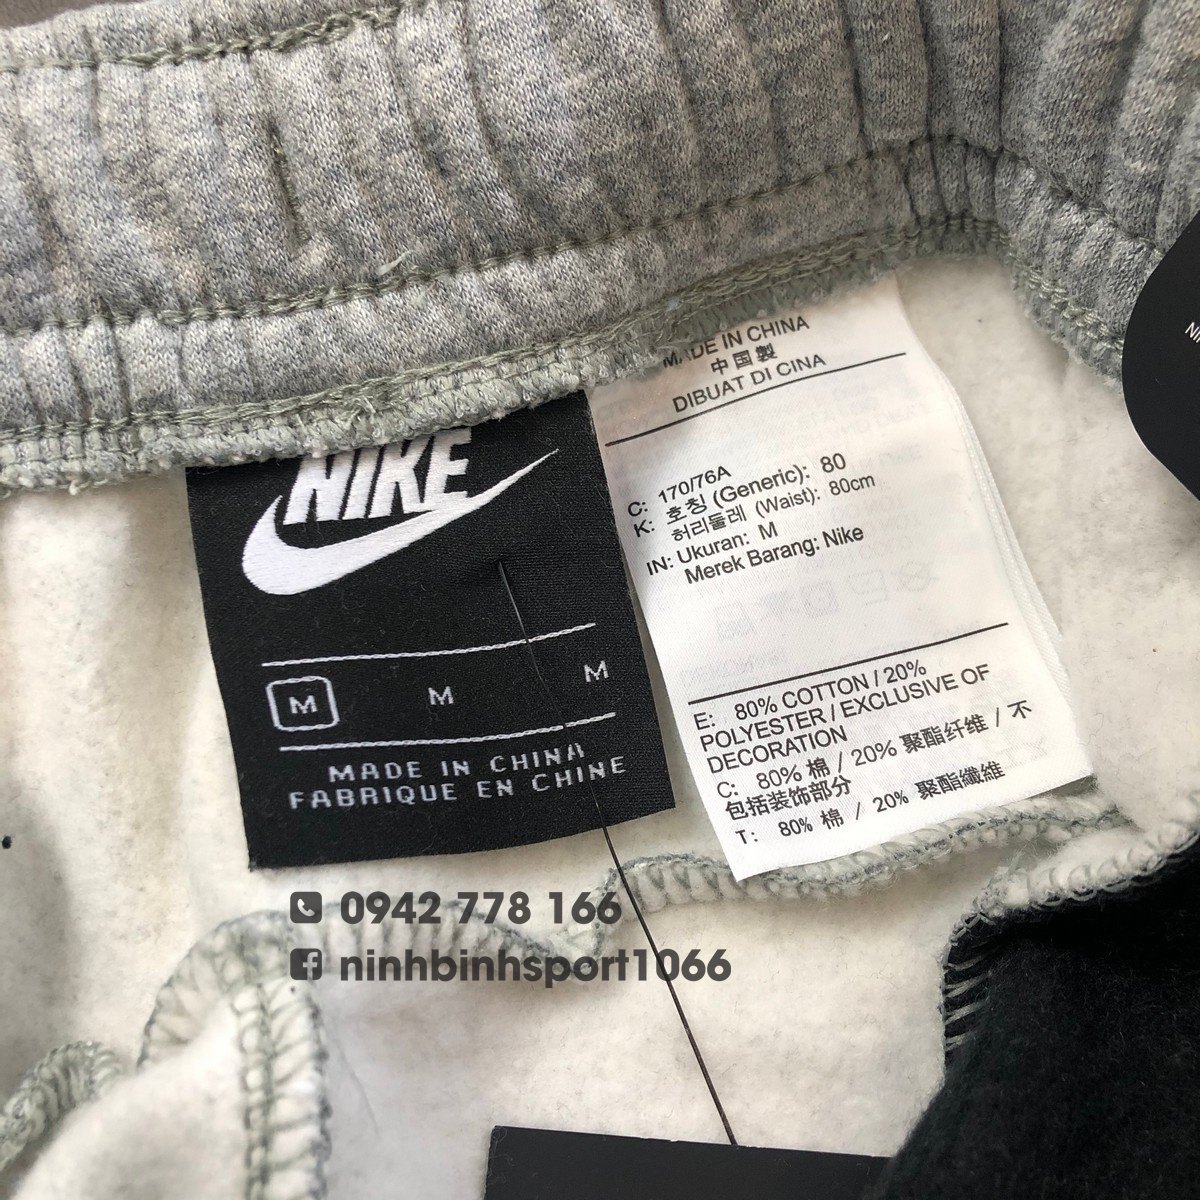 NIKE
M M M
MADE IN CHINA
FABRIQUE EN CHINE
MADE IN CHINA
中国製
DIBUAT DI CINA
C: 170/76A
K: 호칭 (Generic): 80
허리둘레 (Waist): 80cm
IN: Ukuran: M
Merek Barang: Nike
E: 80% COTTON / 20%
POLYESTER / EXCLUSIVE OF
DECORATION
C: 80% 棉 / 20% 聚酯纤维 / 不
包括装饰部分
T: 80% 棉 / 20% 聚酯纖維
0942 778 166
ninhbinhsport1066